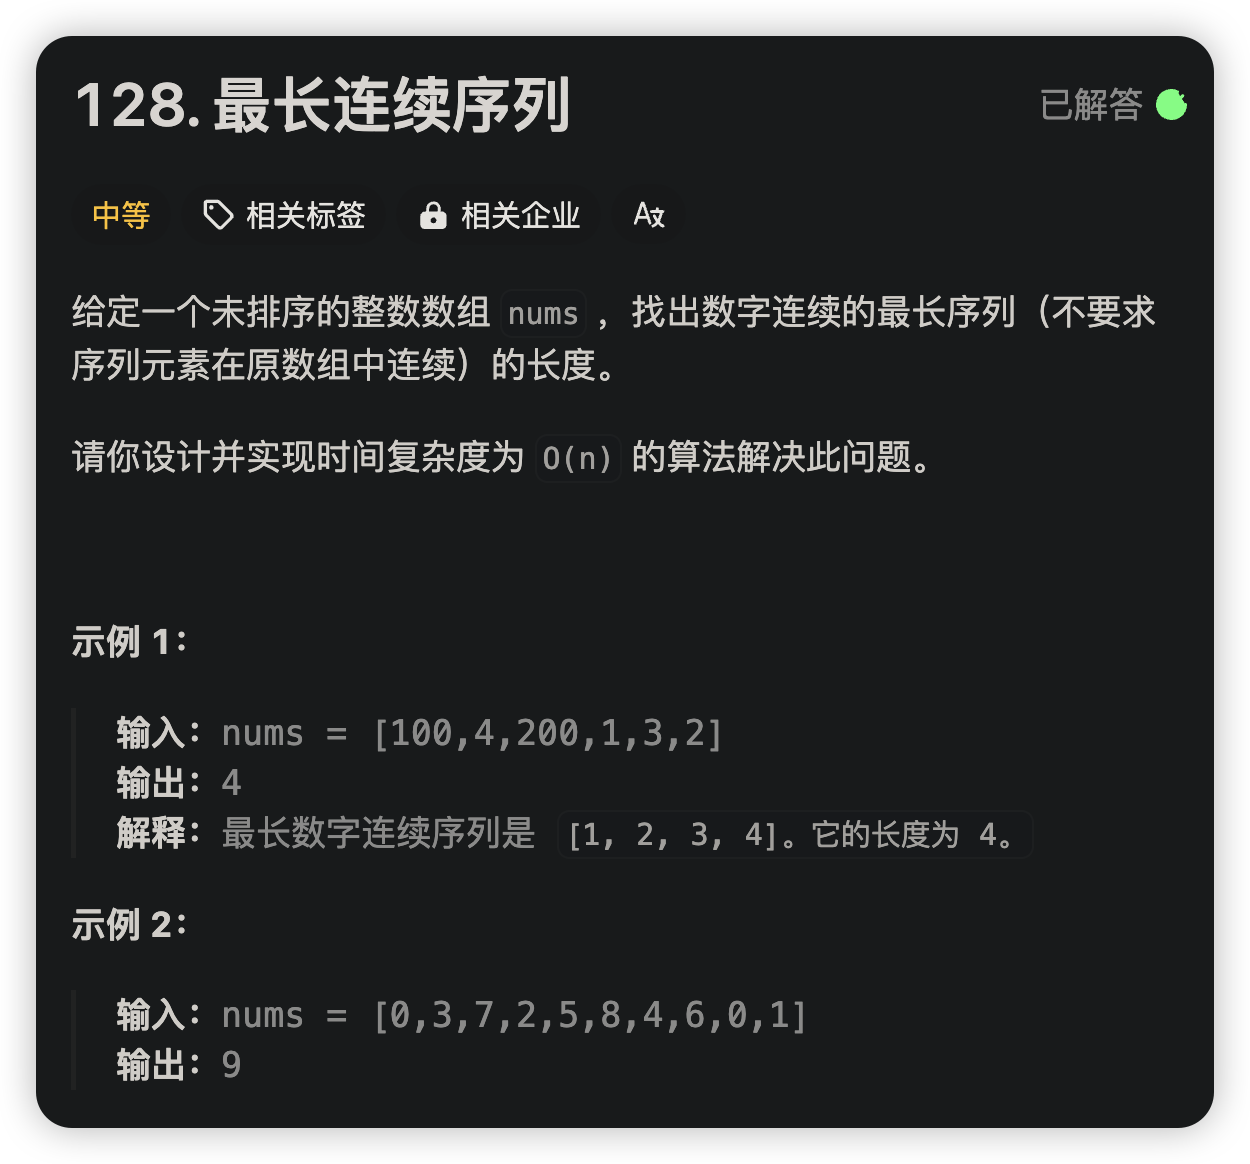 128. 最长连续序列
已解答
中等 相关标签 相关企业 A文
给定一个未排序的整数数组 nums ，找出数字连续的最长序列（不要求
序列元素在原数组中连续）的长度。
请你设计并实现时间复杂度为 O(n) 的算法解决此问题。
示例 1：
输入：nums = [100,4,200,1,3,2]
输出：4
解释：最长数字连续序列是 [1, 2, 3, 4]。它的长度为 4。
示例 2：
输入：nums = [0,3,7,2,5,8,4,6,0,1]
输出：9